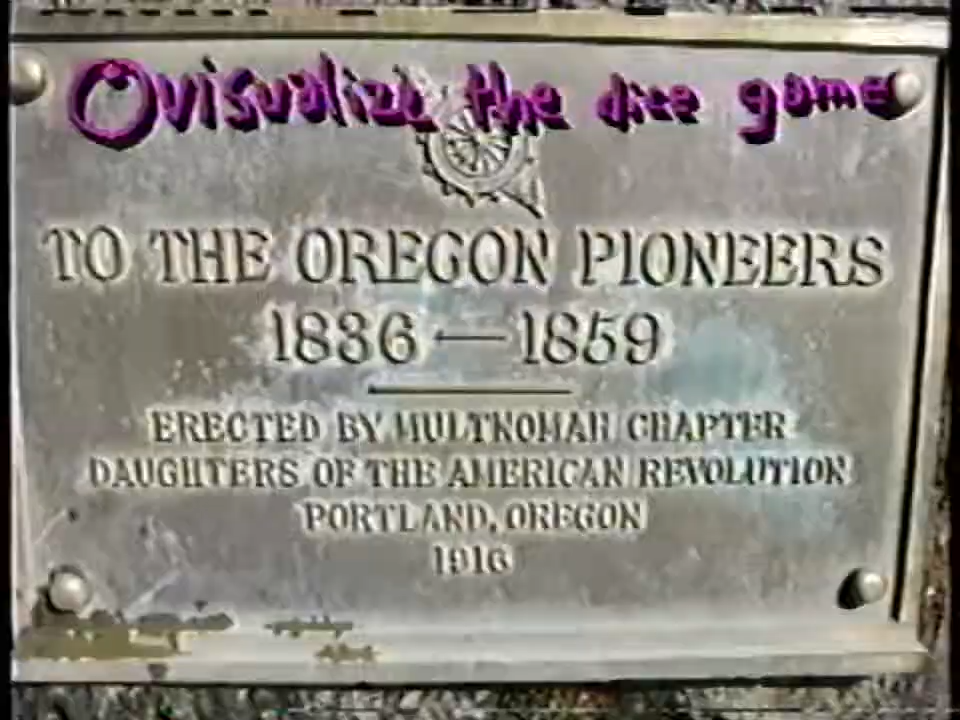 Ovisualize the dice game
TO THE OREGON PIONEERS
1836—1859
ERECTED BY MULTNOMAH CHAPTER
DAUGHTERS OF THE AMERICAN REVOLUTION
PORTLAND, OREGON
1916